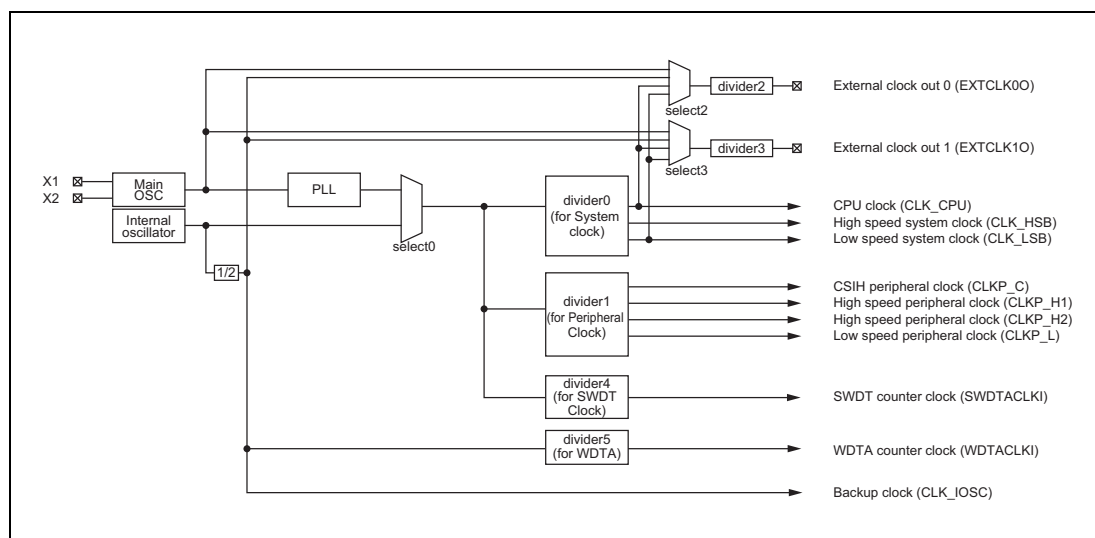 divider2
External clock out 0 (EXTCLK0O)
select2
divider3
External clock out 1 (EXTCLK1O)
select3
X1
X2
Main
OSC
PLL
Internal
oscillator
select0
1/2
divider0
(for System
clock)
CPU clock (CLK_CPU)
High speed system clock (CLK_HSB)
Low speed system clock (CLK_LSB)
divider1
(for Peripheral
Clock)
CSIH peripheral clock (CLKP_C)
High speed peripheral clock (CLKP_H1)
High speed peripheral clock (CLKP_H2)
Low speed peripheral clock (CLKP_L)
divider4
(for SWDT
Clock)
SWDT counter clock (SWDTACLKI)
divider5
(for WDTA)
WDTA counter clock (WDTACLKI)
Backup clock (CLK_IOSC)